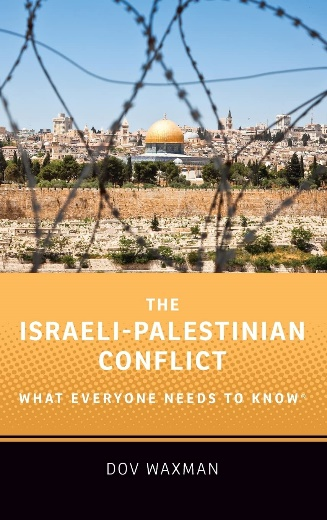 THE
ISRAELI-PALESTINIAN
CONFLICT
WHAT EVERYONE NEEDS TO KNOW®
DOV WAXMAN